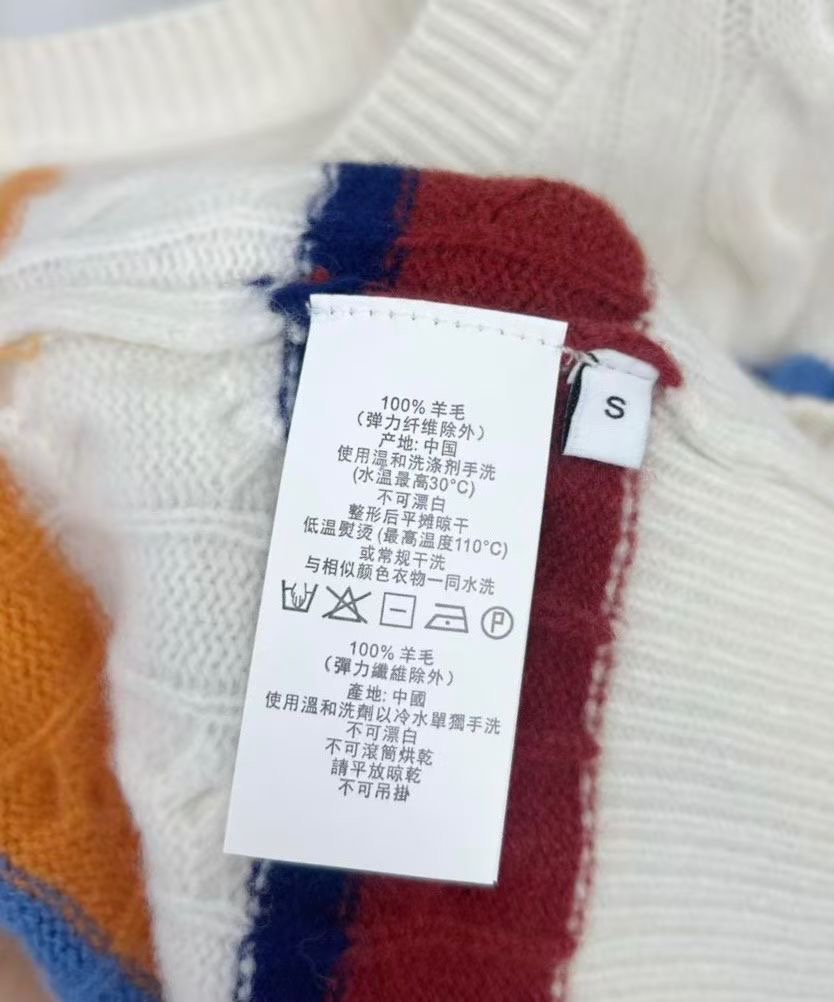 100% 羊毛
（弹力纤维除外）
产地: 中国
使用温和洗涤剂手洗
(水温最高30°C)
不可漂白
整形后平摊晾干
低温熨烫 (最高温度110°C)
或常规干洗
与相似颜色衣物一同水洗
P
100% 羊毛
（彈力纖維除外）
產地: 中國
使用溫和洗劑以冷水單獨手洗
不可漂白
不可滾筒烘乾
請平放晾乾
不可吊掛
S